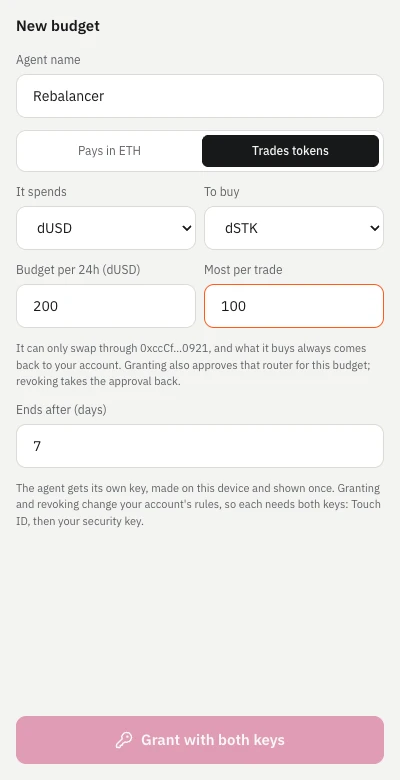 New budget
Agent name
Rebalancer
Pays in ETH
Trades tokens
It spends
To buy
dUSD
dSTK
Budget per 24h (dUSD)
Most per trade
200
100
It can only swap through 0xccCf…0921, and what it buys always comes
back to your account. Granting also approves that router for this budget;
revoking takes the approval back.
Ends after (days)
7
The agent gets its own key, made on this device and shown once. Granting
and revoking change your account's rules, so each needs both keys: Touch
ID, then your security key.
Grant with both keys